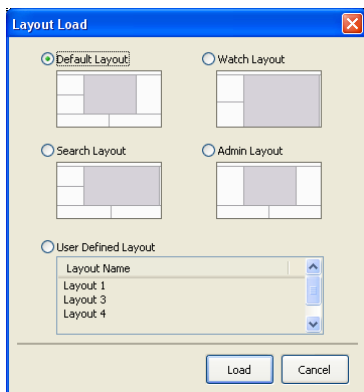 Layout Load
Default Layout
Watch Layout
Search Layout
Admin Layout
User Defined Layout
Layout Name
Layout 1
Layout 3
Layout 4
Load
Cancel